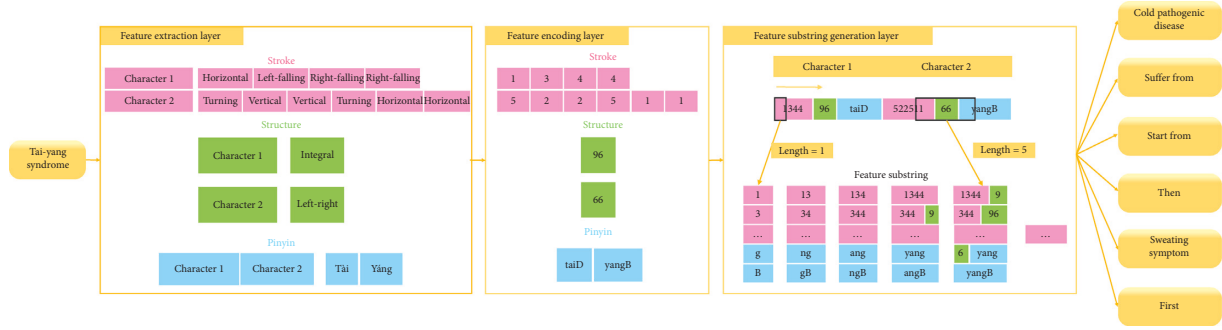 Tai-yang
syndrome
Feature extraction layer
Stroke
Character 1 Horizontal Left-falling Right-falling Right-falling
Character 2 Turning Vertical Vertical Turning Horizontal Horizontal
Structure
Character 1 Integral
Character 2 Left-right
Pinyin
Character 1 Character 2 Tài Yáng
Feature encoding layer
Stroke
1 3 4 4
5 2 2 5 1 1
Structure
96
66
Pinyin
taiD yangB
Feature substring generation layer
Character 1 Character 2
1344 96 taiD 522511 66 yangB
Length = 1 Length = 5
Feature substring
1 13 134 1344 1344 9
3 34 344 344 9 344 96
... ... ... ... ... ...
g ng ang yang 6 yang
B gB ngB angB yangB
Cold pathogenic
disease
Suffer from
Start from
Then
Sweating
symptom
First